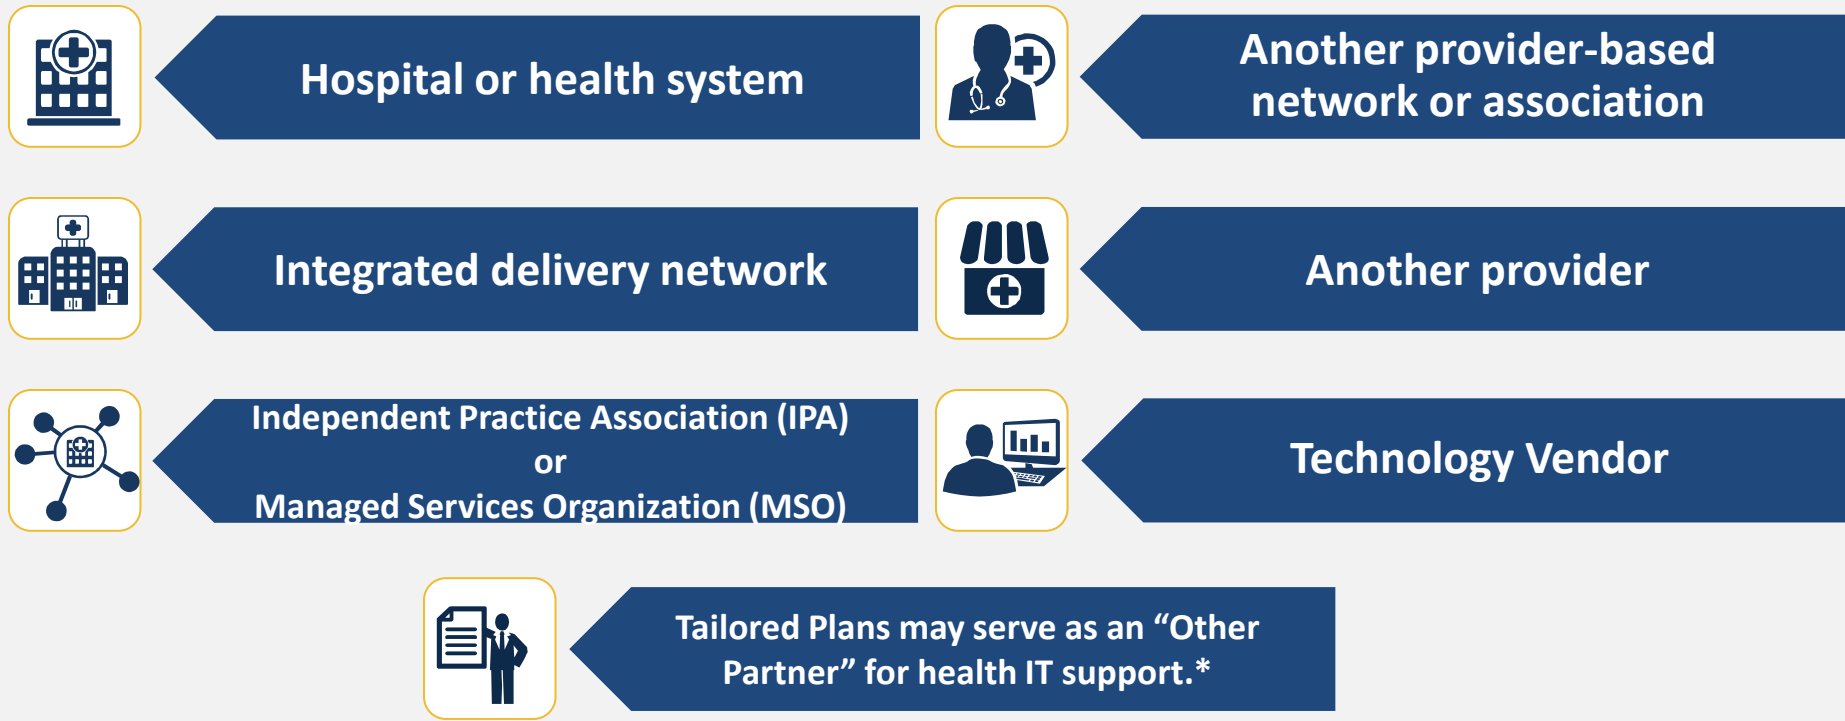 Hospital or health system
Another provider-based
network or association
Integrated delivery network
Another provider
Independent Practice Association (IPA)
or
Managed Services Organization (MSO)
Technology Vendor
Tailored Plans may serve as an “Other
Partner” for health IT support.*